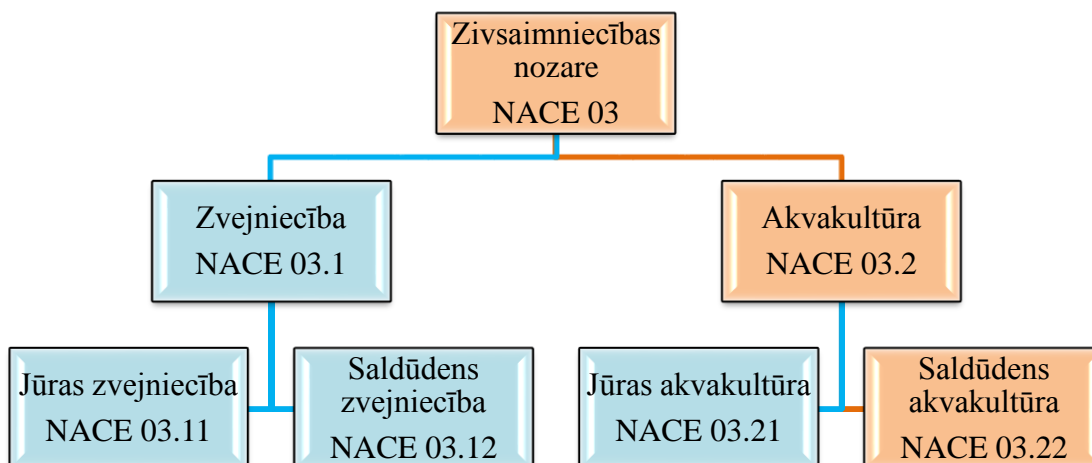 Zivsaimniecības
nozare
NACE 03
Zvejniecība
NACE 03.1
Akvakultūra
NACE 03.2
Jūras zvejniecība
NACE 03.11
Saldūdens
zvejniecība
NACE 03.12
Jūras akvakultūra
NACE 03.21
Saldūdens
akvakultūra
NACE 03.22